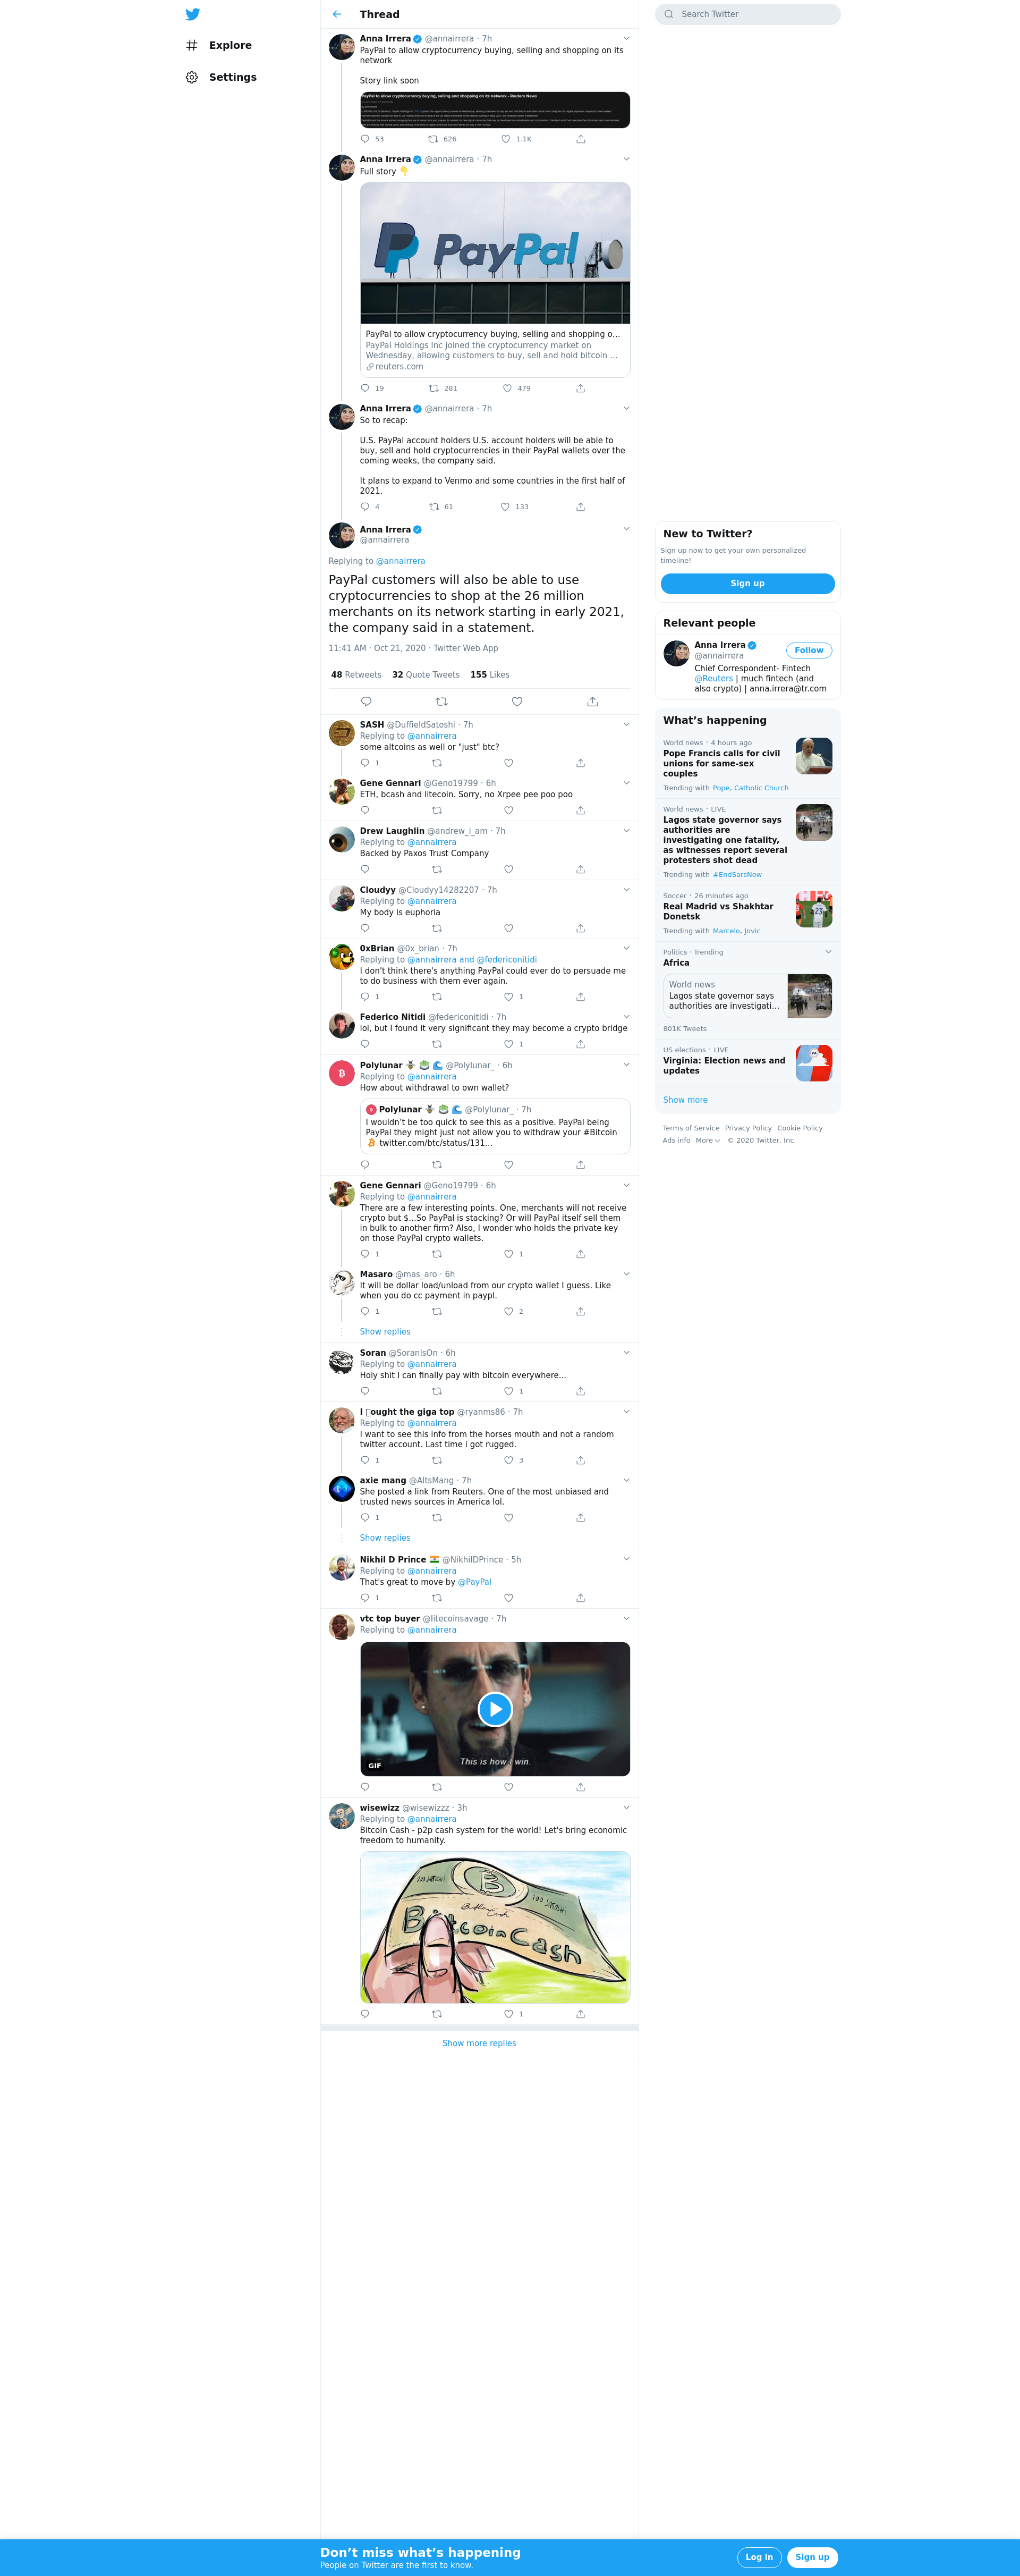 Explore
Settings
Thread
Anna Irrera @annairrera · 7h
PayPal to allow cryptocurrency buying, selling and shopping on its
network
Story link soon
PayPal to allow cryptocurrency buying, selling and shopping on its network - Reuters News
53 626 1.1K
Anna Irrera @annairrera · 7h
Full story 👇
PayPal
PayPal to allow cryptocurrency buying, selling and shopping o...
PayPal Holdings Inc joined the cryptocurrency market on
Wednesday, allowing customers to buy, sell and hold bitcoin ...
reuters.com
19 281 479
Anna Irrera @annairrera · 7h
So to recap:
U.S. PayPal account holders U.S. account holders will be able to
buy, sell and hold cryptocurrencies in their PayPal wallets over the
coming weeks, the company said.
It plans to expand to Venmo and some countries in the first half of
2021.
4 61 133
Anna Irrera
@annairrera
Replying to @annairrera
PayPal customers will also be able to use
cryptocurrencies to shop at the 26 million
merchants on its network starting in early 2021,
the company said in a statement.
11:41 AM · Oct 21, 2020 · Twitter Web App
48 Retweets 32 Quote Tweets 155 Likes
SASH @DuffieldSatoshi · 7h
Replying to @annairrera
some altcoins as well or "just" btc?
1
Gene Gennari @Geno19799 · 6h
ETH, bcash and litecoin. Sorry, no Xrpee pee poo poo
Drew Laughlin @andrew_i_am · 7h
Replying to @annairrera
Backed by Paxos Trust Company
Cloudyy @Cloudyy14282207 · 7h
Replying to @annairrera
My body is euphoria
0xBrian @0x_brian · 7h
Replying to @annairrera and @federiconitidi
I don't think there's anything PayPal could ever do to persuade me
to do business with them ever again.
1 1
Federico Nitidi @federiconitidi · 7h
lol, but I found it very significant they may become a crypto bridge
1
Polylunar @Polylunar_ · 6h
Replying to @annairrera
How about withdrawal to own wallet?
Polylunar @Polylunar_ · 7h
I wouldn't be too quick to see this as a positive. PayPal being
PayPal they might just not allow you to withdraw your #Bitcoin
twitter.com/btc/status/131...
Gene Gennari @Geno19799 · 6h
Replying to @annairrera
There are a few interesting points. One, merchants will not receive
crypto but $...So PayPal is stacking? Or will PayPal itself sell them
in bulk to another firm? Also, I wonder who holds the private key
on those PayPal crypto wallets.
1 1
Masaro @mas_aro · 6h
It will be dollar load/unload from our crypto wallet I guess. Like
when you do cc payment in paypl.
1 2
Show replies
Soran @SoranIsOn · 6h
Replying to @annairrera
Holy shit I can finally pay with bitcoin everywhere...
1
I ought the giga top @ryanms86 · 7h
Replying to @annairrera
I want to see this info from the horses mouth and not a random
twitter account. Last time i got rugged.
1 3
axie mang @AltsMang · 7h
She posted a link from Reuters. One of the most unbiased and
trusted news sources in America lol.
1
Show replies
Nikhil D Prince 🇮🇳 @NikhilDPrince · 5h
Replying to @annairrera
That's great to move by @PayPal
1
vtc top buyer @litecoinsavage · 7h
Replying to @annairrera
This is how I win.
GIF
wisewizz @wisewizzz · 3h
Replying to @annairrera
Bitcoin Cash - p2p cash system for the world! Let's bring economic
freedom to humanity.
Bitcoin Cash
1
Show more replies
Search Twitter
New to Twitter?
Sign up now to get your own personalized
timeline!
Sign up
Relevant people
Anna Irrera
@annairrera
Follow
Chief Correspondent- Fintech
@Reuters | much fintech (and
also crypto) | anna.irrera@tr.com
What's happening
World news · 4 hours ago
Pope Francis calls for civil
unions for same-sex
couples
Trending with Pope, Catholic Church
World news · LIVE
Lagos state governor says
authorities are
investigating one fatality,
as witnesses report several
protesters shot dead
Trending with #EndSarsNow
Soccer · 26 minutes ago
Real Madrid vs Shakhtar
Donetsk
Trending with Marcelo, Jovic
Politics · Trending
Africa
World news
Lagos state governor says
authorities are investigati...
801K Tweets
US elections · LIVE
Virginia: Election news and
updates
Show more
Terms of Service Privacy Policy Cookie Policy
Ads info More © 2020 Twitter, Inc.
Don't miss what's happening
People on Twitter are the first to know.
Log in
Sign up